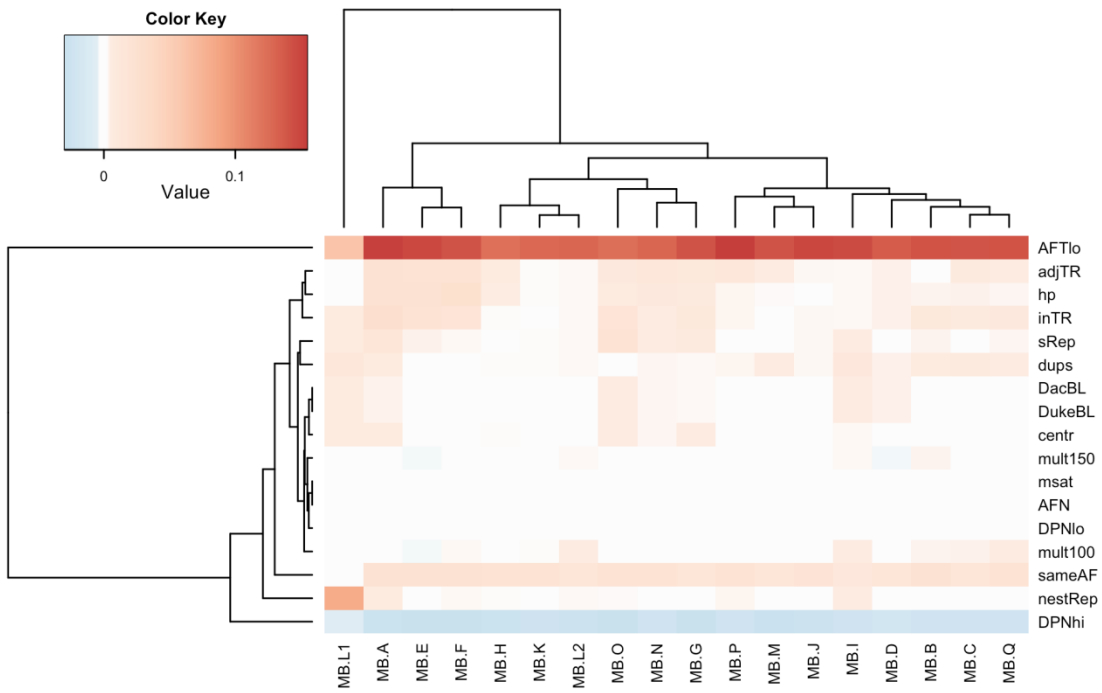 Color Key
0
0.1
Value
AFTlo
adjTR
hp
inTR
sRep
dups
DacBL
DukeBL
centr
mult150
msat
AFN
DPNlo
mult100
sameAF
nestRep
DPNhi
MB.L1
MB.A
MB.E
MB.F
MB.H
MB.K
MB.L2
MB.O
MB.N
MB.G
MB.P
MB.M
MB.J
MB.I
MB.D
MB.B
MB.C
MB.Q